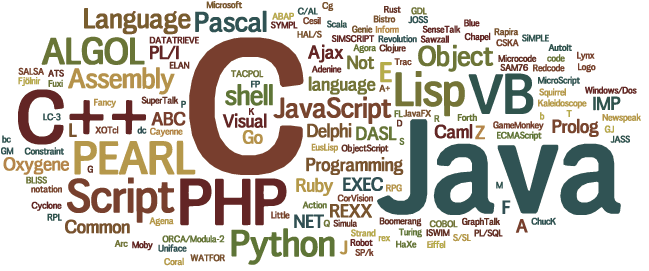 Microsoft
Language Pascal ABAP C/AL Cg
SYMPL Cesil Scala Rust GDL
Bistro JOSS
DATATRIEVE HAL/S Genie Inform SenseTalk Blue
ALGOL PL/I SIMSCRIPT Revolution Sawzall Chapel Rapira
ELAN Ajax Agora Clojure CSKA SiMPLE
C Not Object Microcode AutoIt
SALSA ATS Assembly TACPOL Adenine E Trac SAM76 code Lynx
Fjölnir Fuxi FP shell language A+ Lisp VB Redcode Logo
SuperTalk P K MicroScript
C++ Fancy JavaScript Squirrel Windows/Dos
LC-3 ABC Visual FL JavaFX R Kaleidoscope IMP
L XOTcl dc Cayenne Go Delphi DASL D Forth b T Newspeak
bc Caml Z GameMonkey Prolog GJ
GM Constraint PEARL EusLisp ObjectScript S ECMAScript JASS
Oxygene G Programming Java
BLISS Script PHP Ruby EXEC RPG M
notation CorVision F
Cyclone Action REXX
RPL Common Agena Little NET Q Simula Boomerang COBOL GraphTalk A ChucK
Turing ISWIM PL/SQL
Arc Moby ORCA/Modula-2 Python J Strand rex HaXe Eiffel S/SL
Uniface Robot
Coral WATFOR SP/k